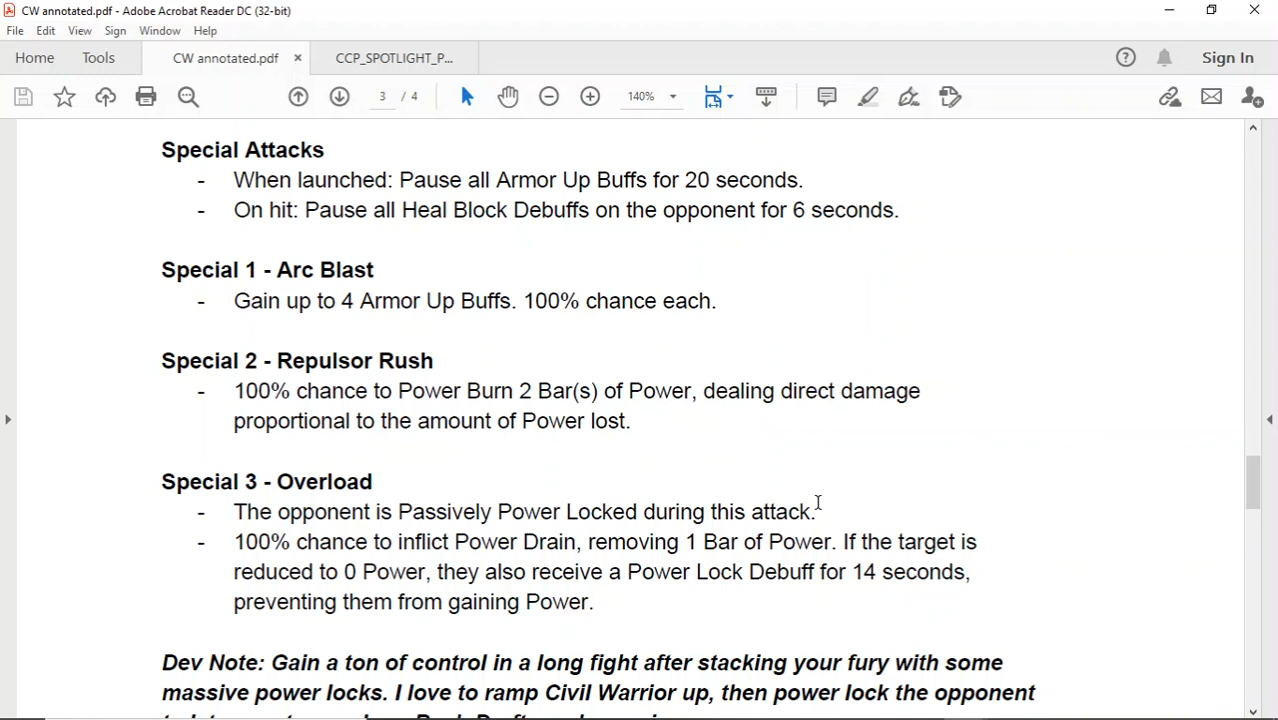 CW annotated.pdf - Adobe Acrobat Reader DC (32-bit)
File Edit View Sign Window Help
Home Tools CW annotated.pdf × CCP_SPOTLIGHT_P... ? Sign In
3 / 4 140%
Special Attacks
- When launched: Pause all Armor Up Buffs for 20 seconds.
- On hit: Pause all Heal Block Debuffs on the opponent for 6 seconds.
Special 1 - Arc Blast
- Gain up to 4 Armor Up Buffs. 100% chance each.
Special 2 - Repulsor Rush
- 100% chance to Power Burn 2 Bar(s) of Power, dealing direct damage
proportional to the amount of Power lost.
Special 3 - Overload
- The opponent is Passively Power Locked during this attack.
- 100% chance to inflict Power Drain, removing 1 Bar of Power. If the target is
reduced to 0 Power, they also receive a Power Lock Debuff for 14 seconds,
preventing them from gaining Power.
Dev Note: Gain a ton of control in a long fight after stacking your fury with some
massive power locks. I love to ramp Civil Warrior up, then power lock the opponent